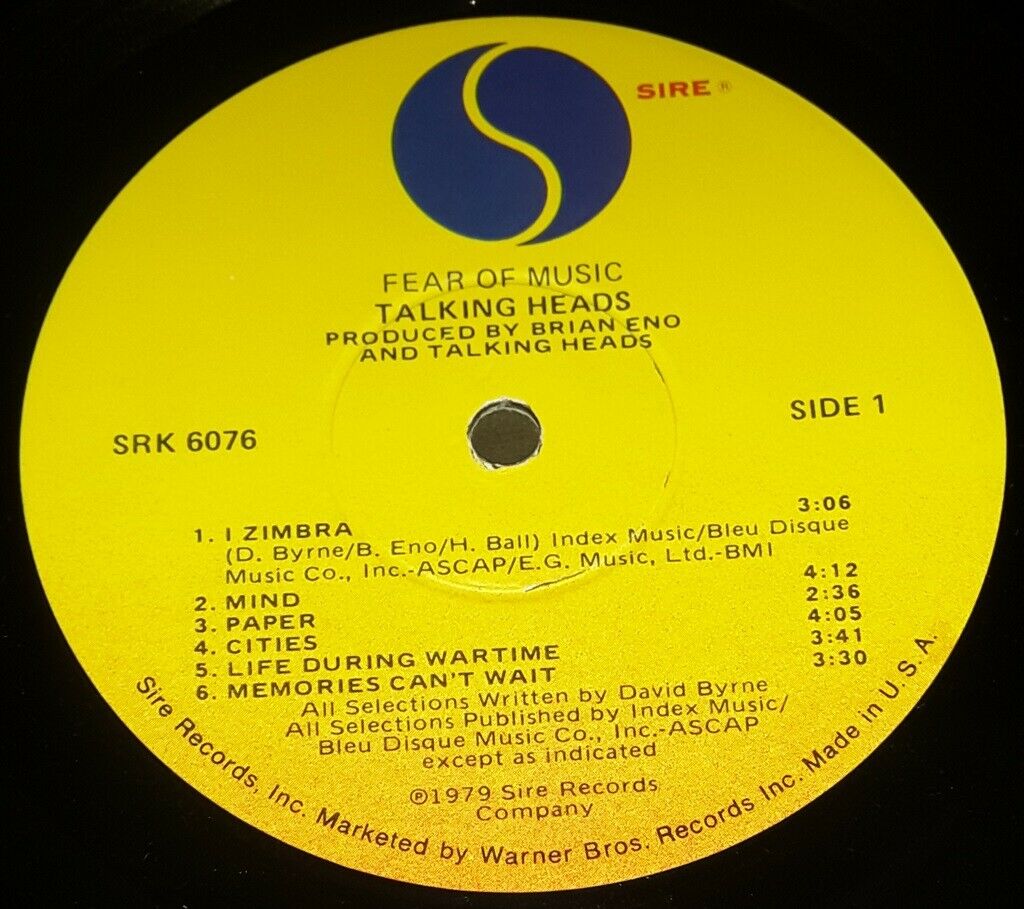 SIRE ®
FEAR OF MUSIC
TALKING HEADS
PRODUCED BY BRIAN ENO
AND TALKING HEADS
SRK 6076
SIDE 1
1. I ZIMBRA 3:06
(D. Byrne/B. Eno/H. Ball) Index Music/Bleu Disque
Music Co., Inc.-ASCAP/E.G. Music, Ltd.-BMI
2. MIND 4:12
3. PAPER 2:36
4. CITIES 4:05
5. LIFE DURING WARTIME 3:41
6. MEMORIES CAN'T WAIT 3:30
All Selections Written by David Byrne
All Selections Published by Index Music/
Bleu Disque Music Co., Inc.-ASCAP
except as indicated
℗1979 Sire Records
Company
Sire Records, Inc. Marketed by Warner Bros. Records Inc. Made in U. S. A.